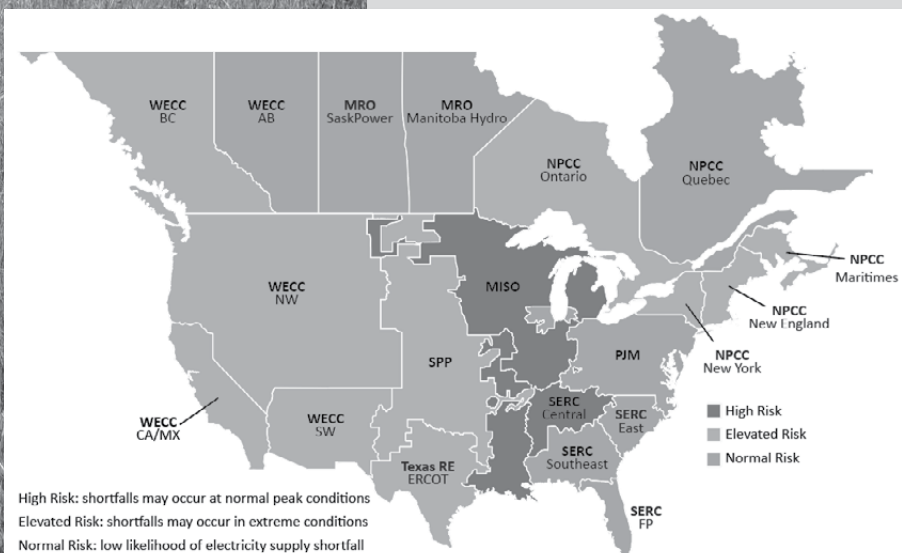 WECC
BC
WECC
AB
MRO
SaskPower
MRO
Manitoba Hydro
NPCC
Ontario
NPCC
Quebec
NPCC
Maritimes
WECC
NW
MISO
NPCC
New England
SPP
PJM
NPCC
New York
WECC
CA/MX
WECC
SW
SERC
Central
SERC
East
High Risk
Elevated Risk
Normal Risk
Texas RE
ERCOT
SERC
Southeast
SERC
FP
High Risk: shortfalls may occur at normal peak conditions
Elevated Risk: shortfalls may occur in extreme conditions
Normal Risk: low likelihood of electricity supply shortfall